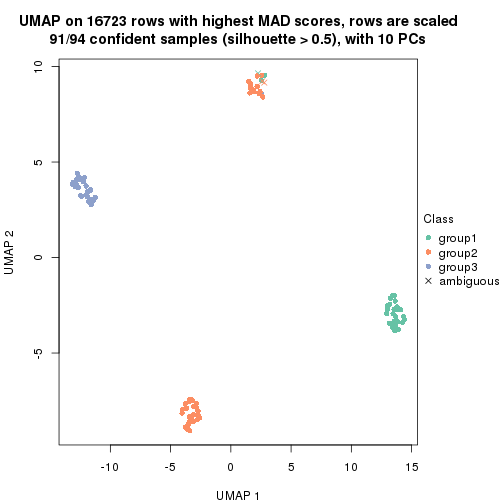 UMAP on 16723 rows with highest MAD scores, rows are scaled
91/94 confident samples (silhouette > 0.5), with 10 PCs
10
5
0
-5
UMAP 2
-10
-5
0
5
10
15
UMAP 1
Class
group1
group2
group3
ambiguous